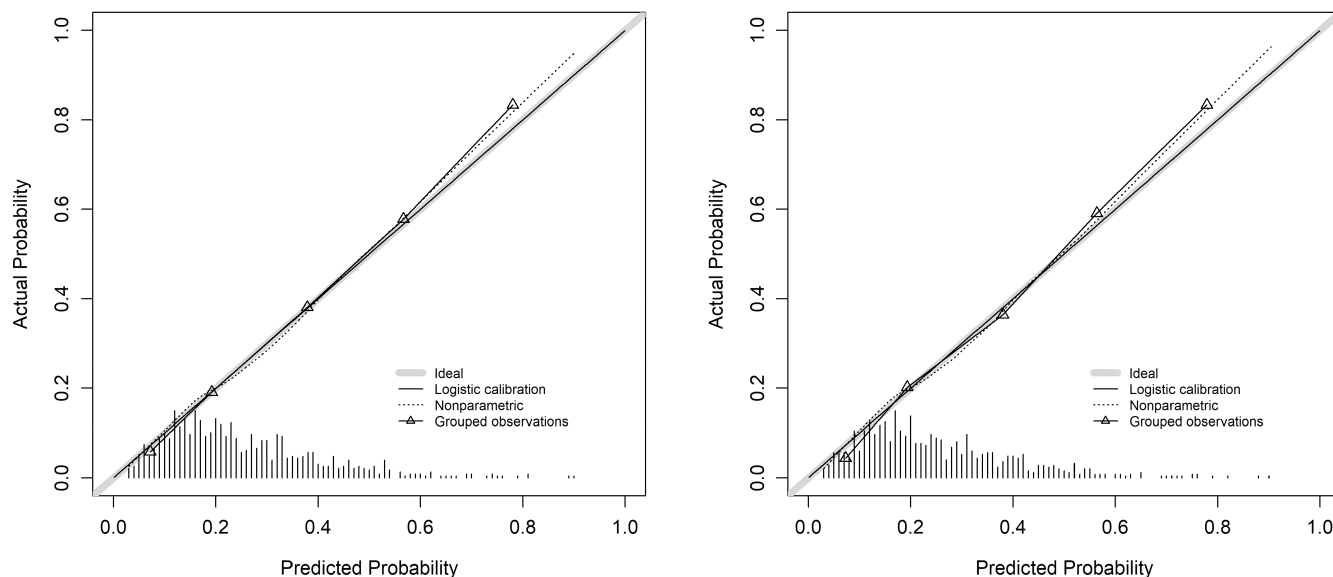 1.0
0.8
0.6
0.4
0.2
0.0
Actual Probability
Ideal
Logistic calibration
Nonparametric
Grouped observations
0.0 0.2 0.4 0.6 0.8 1.0
Predicted Probability
1.0
0.8
0.6
0.4
0.2
0.0
Actual Probability
Ideal
Logistic calibration
Nonparametric
Grouped observations
0.0 0.2 0.4 0.6 0.8 1.0
Predicted Probability